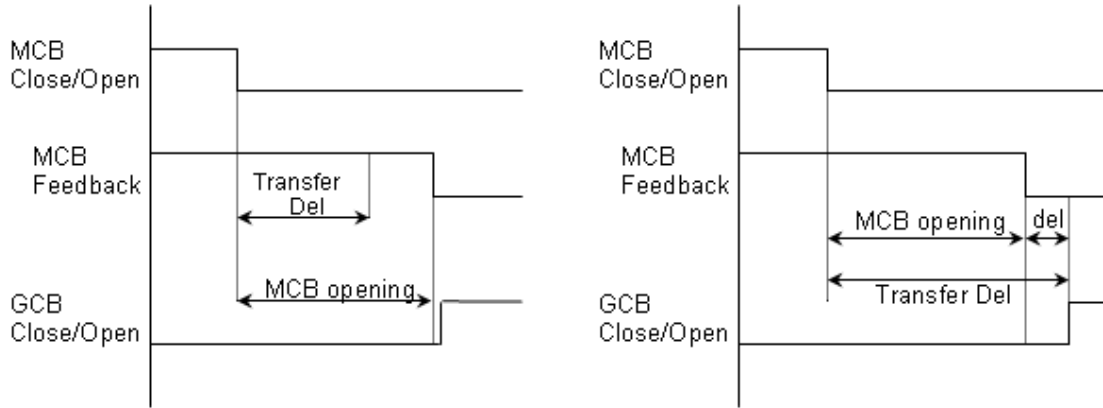 MCB
Close/Open
MCB
Feedback
Transfer
Del
MCB opening
GCB
Close/Open
MCB
Close/Open
MCB
Feedback
MCB opening
del
Transfer Del
GCB
Close/Open